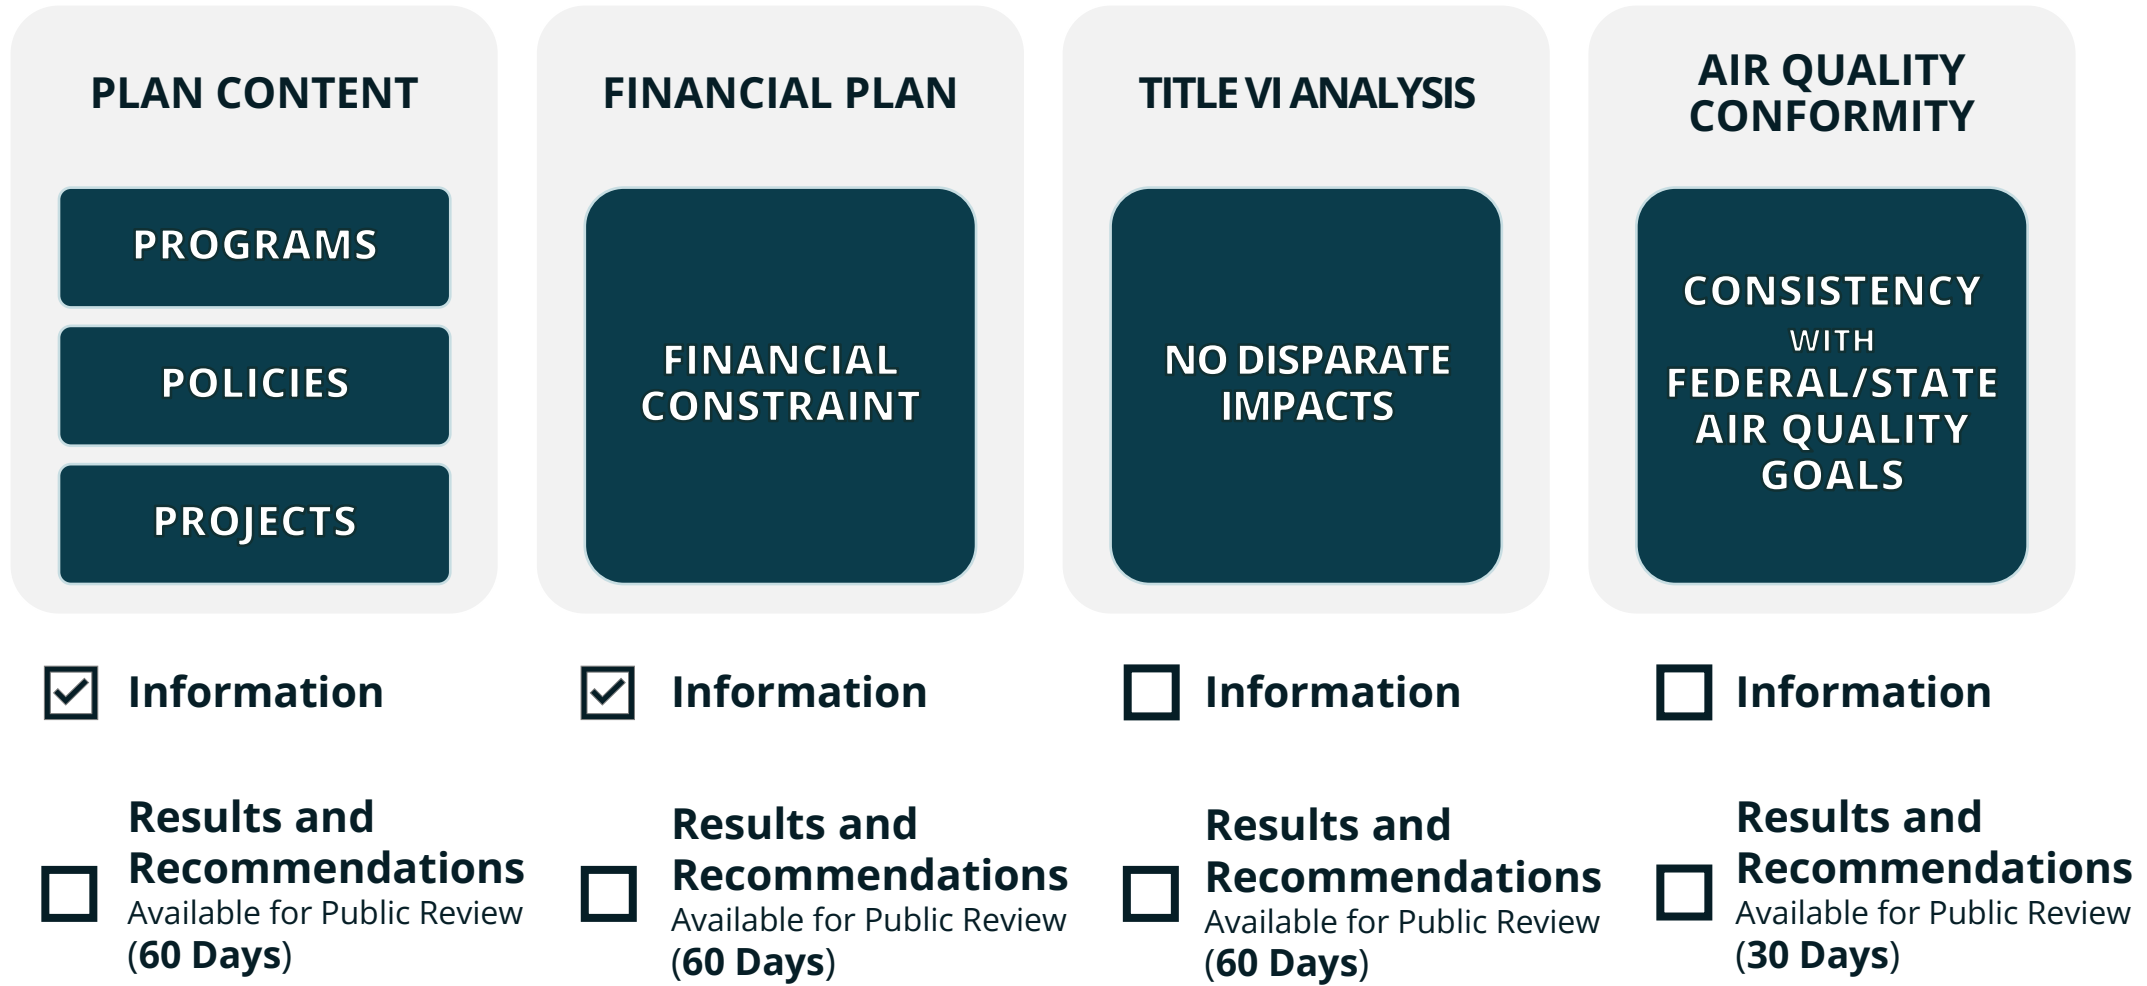 PLAN CONTENT
PROGRAMS
POLICIES
PROJECTS
Information
Results and
Recommendations
Available for Public Review
(60 Days)
FINANCIAL PLAN
FINANCIAL
CONSTRAINT
Information
Results and
Recommendations
Available for Public Review
(60 Days)
TITLE VI ANALYSIS
NO DISPARATE
IMPACTS
Information
Results and
Recommendations
Available for Public Review
(60 Days)
AIR QUALITY
CONFORMITY
CONSISTENCY
WITH
FEDERAL/STATE
AIR QUALITY
GOALS
Information
Results and
Recommendations
Available for Public Review
(30 Days)